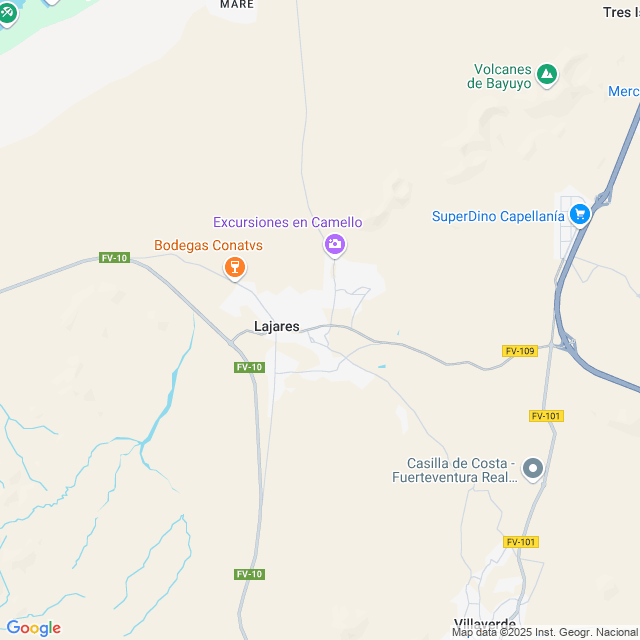 MARE
Tres Is
Volcanes
de Bayuyo
Merc
SuperDino Capellanía
Excursiones en Camello
Bodegas Conatvs
FV-10
Lajares
FV-109
FV-10
FV-101
Casilla de Costa -
Fuerteventura Real...
FV-101
FV-10
Villaverde
Google
Map data ©2025 Inst. Geogr. Nacional